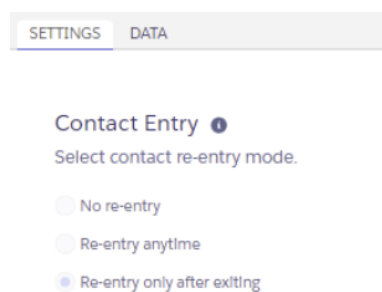 SETTINGS DATA
Contact Entry
Select contact re-entry mode.
No re-entry
Re-entry anytime
Re-entry only after exiting